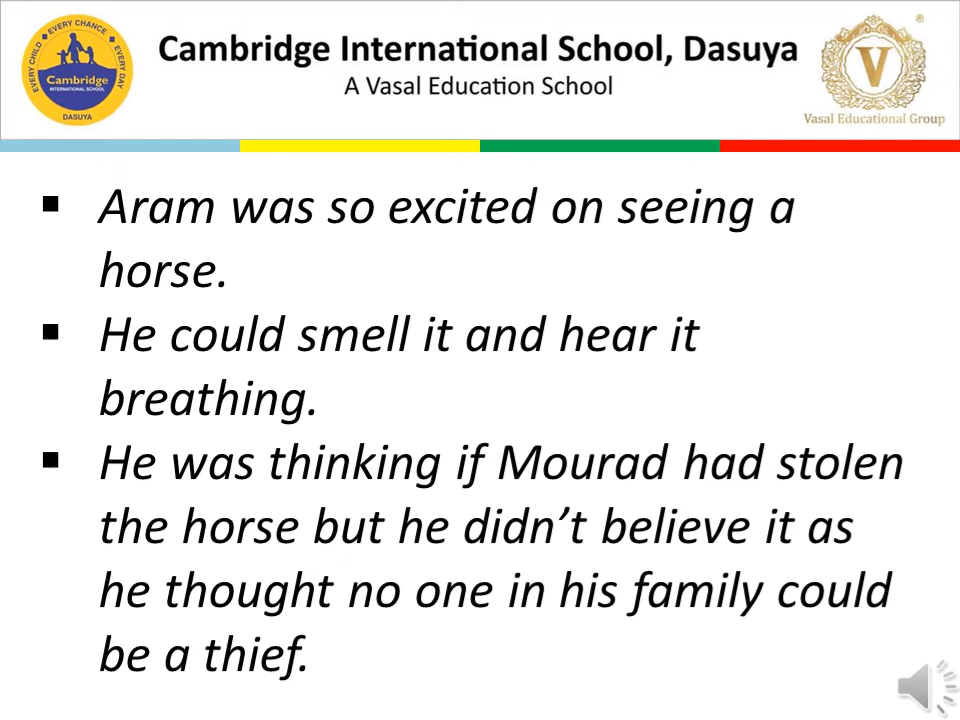 EVERY CHILD • EVERY CHANCE • EVERY DAY
Cambridge
INTERNATIONAL SCHOOL
DASUYA
Cambridge International School, Dasuya
A Vasal Education School
®
V
Vasal Educational Group
▪ Aram was so excited on seeing a
horse.
▪ He could smell it and hear it
breathing.
▪ He was thinking if Mourad had stolen
the horse but he didn’t believe it as
he thought no one in his family could
be a thief.